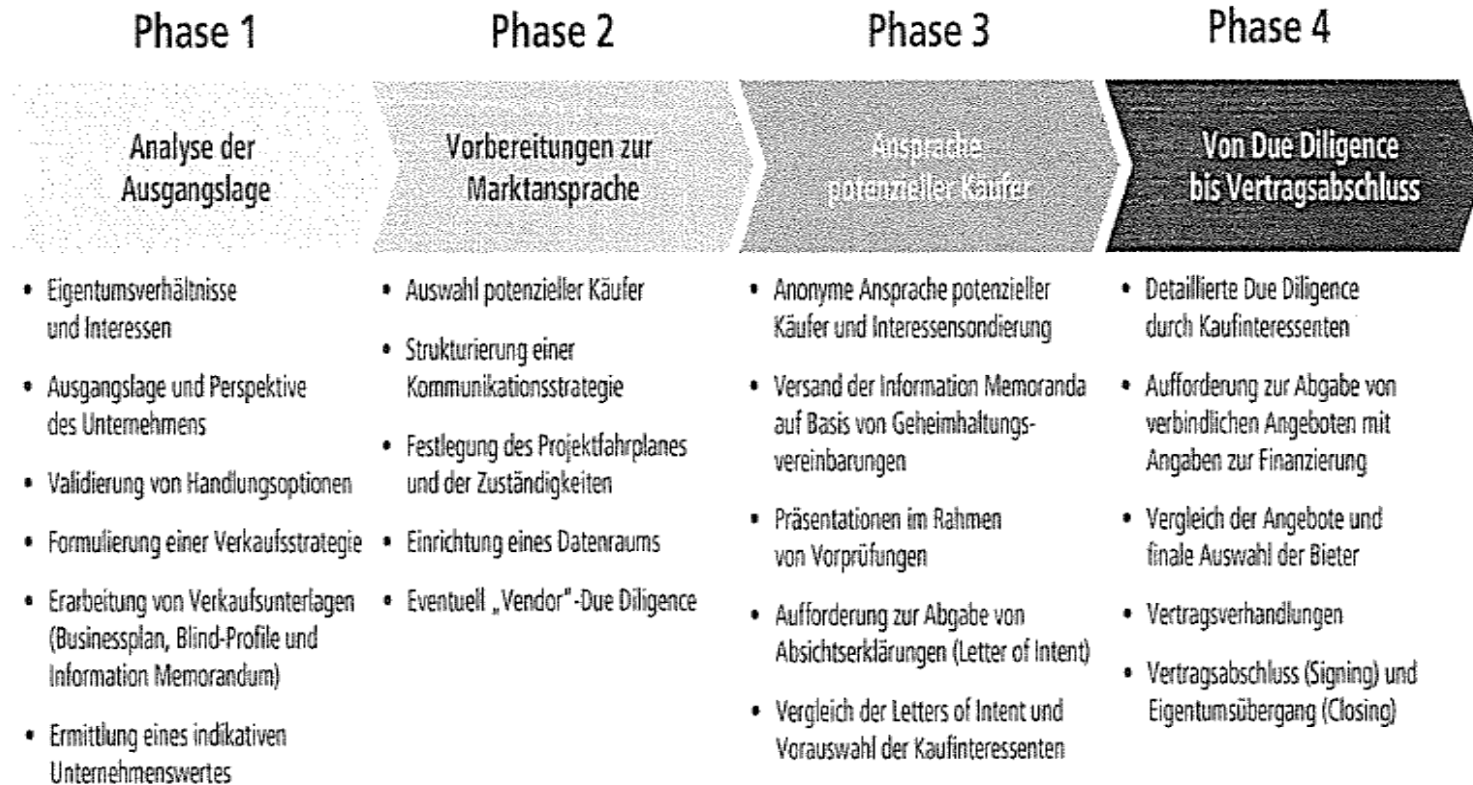 Phase 1
Phase 2
Phase 3
Phase 4
Analyse der
Ausgangslage
Vorbereitungen zur
Marktansprache
Ansprache
potenzieller Käufer
Von Due Diligence
bis Vertragsabschluss
• Eigentumsverhältnisse
und Interessen
• Ausgangslage und Perspektive
des Unternehmens
• Validierung von Handlungsoptionen
• Formulierung einer Verkaufsstrategie
• Erarbeitung von Verkaufsunterlagen
(Businessplan, Blind-Profile und
Information Memorandum)
• Ermittlung eines indikativen
Unternehmenswertes
• Auswahl potenzieller Käufer
• Strukturierung einer
Kommunikationsstrategie
• Festlegung des Projektfahrplanes
und der Zuständigkeiten
• Einrichtung eines Datenraums
• Eventuell „Vendor"-Due Diligence
• Anonyme Ansprache potenzieller
Käufer und Interessensondierung
• Versand der Information Memoranda
auf Basis von Geheimhaltungs-
vereinbarungen
• Präsentationen im Rahmen
von Vorprüfungen
• Aufforderung zur Abgabe von
Absichtserklärungen (Letter of Intent)
• Vergleich der Letters of Intent und
Vorauswahl der Kaufinteressenten
• Detaillierte Due Diligence
durch Kaufinteressenten
• Aufforderung zur Abgabe von
verbindlichen Angeboten mit
Angaben zur Finanzierung
• Vergleich der Angebote und
finale Auswahl der Bieter
• Vertragsverhandlungen
• Vertragsabschluss (Signing) und
Eigentumsübergang (Closing)